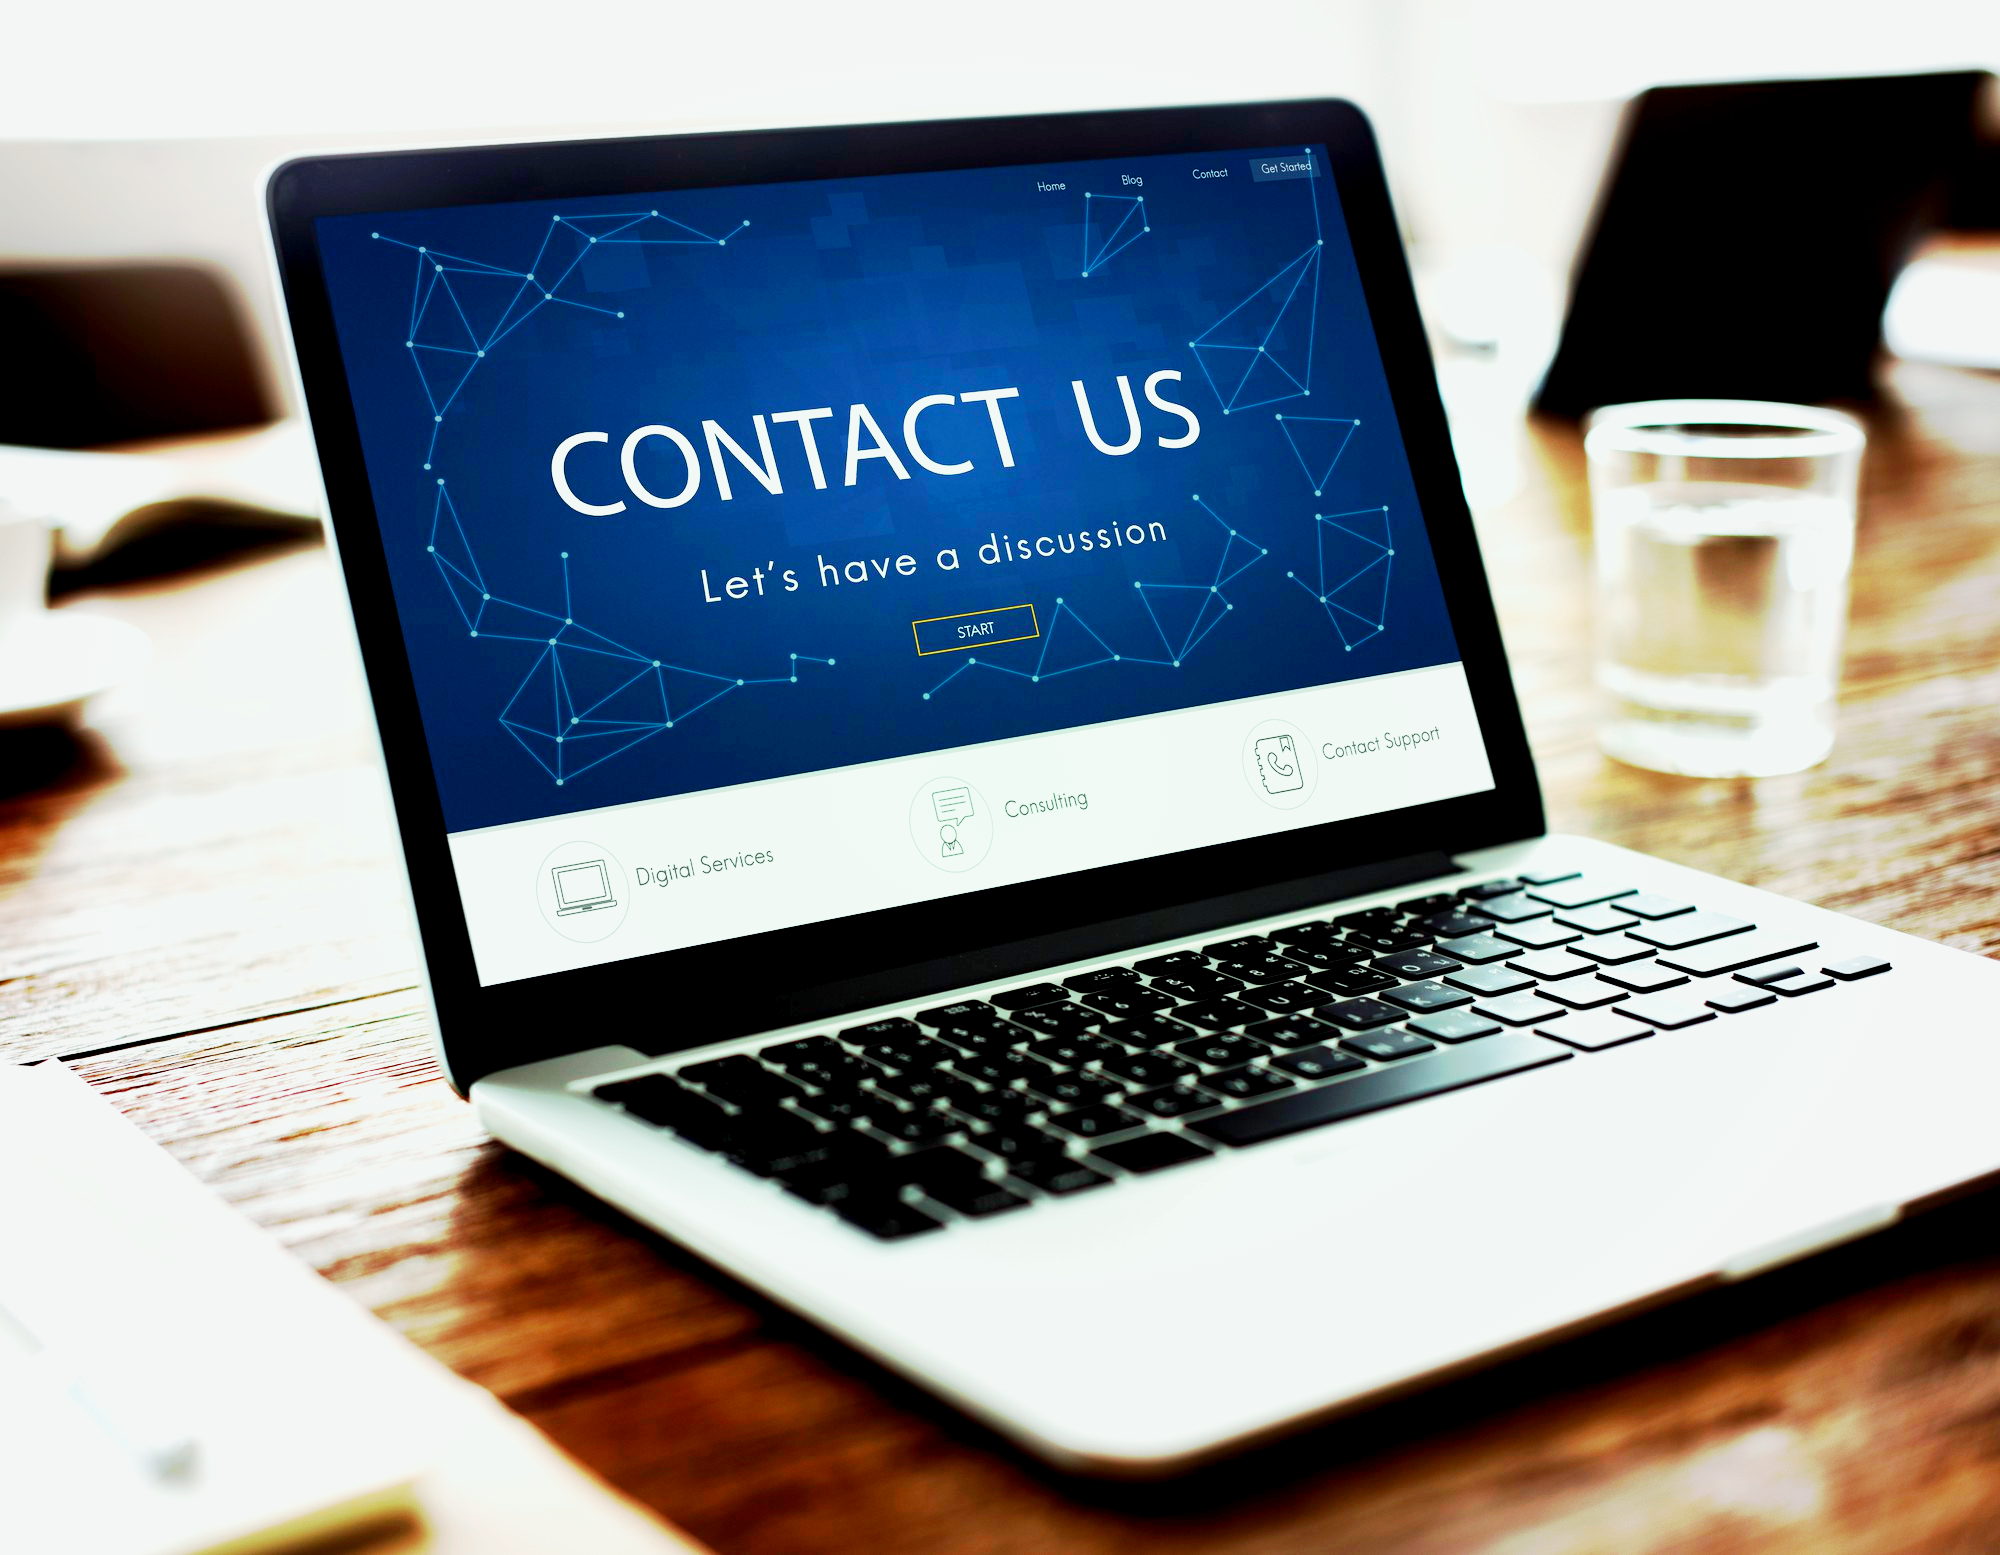 Home Blog Contact Get Started
CONTACT US
Let's have a discussion
START
Digital Services
Consulting
Contact Support